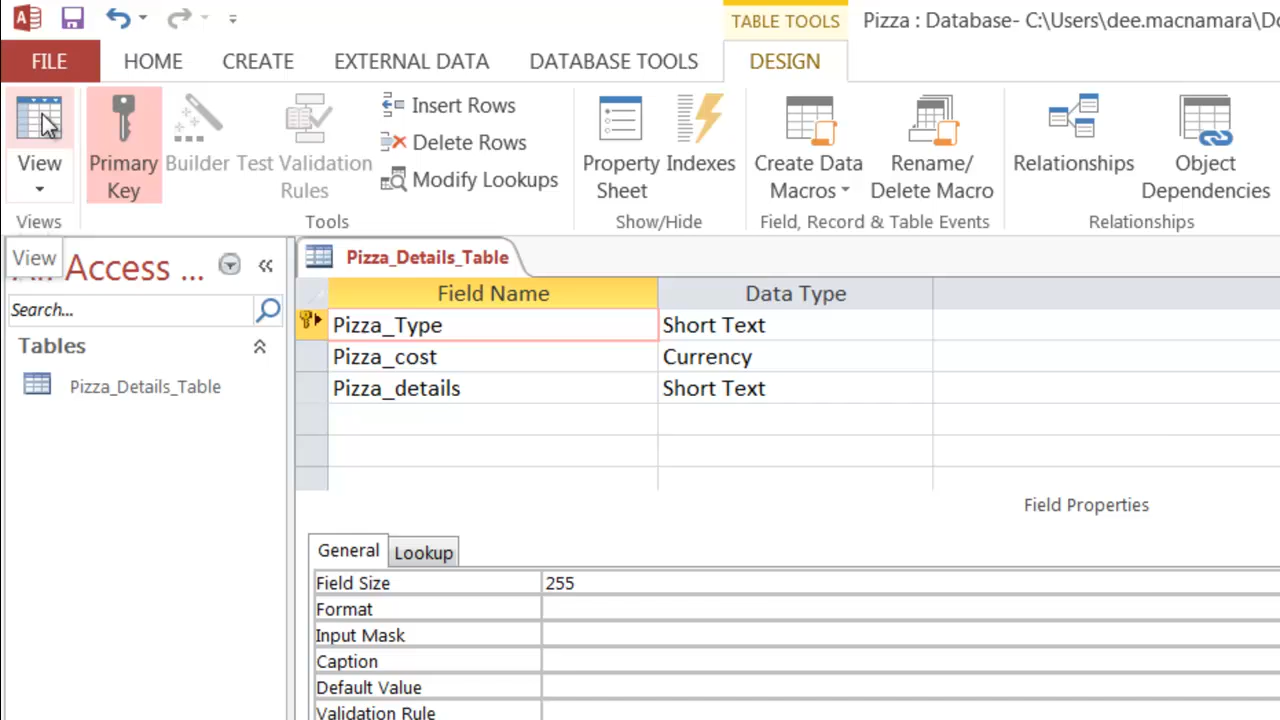 TABLE TOOLS
Pizza : Database- C:\Users\dee.macnamara\Do
FILE
HOME
CREATE
EXTERNAL DATA
DATABASE TOOLS
DESIGN
View
Primary
Key
Builder
Test Validation
Rules
Insert Rows
Delete Rows
Modify Lookups
Property
Sheet
Indexes
Create Data
Macros
Rename/
Delete Macro
Relationships
Object
Dependencies
Views
Tools
Show/Hide
Field, Record & Table Events
Relationships
View
Access ...
Search...
Tables
Pizza_Details_Table
Pizza_Details_Table
Field Name
Data Type
Pizza_Type
Short Text
Pizza_cost
Currency
Pizza_details
Short Text
Field Properties
General
Lookup
Field Size
255
Format
Input Mask
Caption
Default Value
Validation Rule